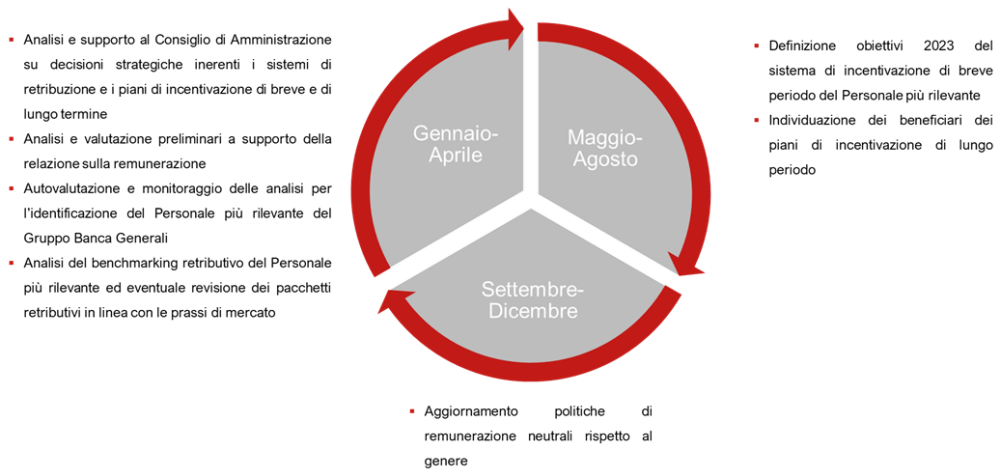 ▪ Analisi e supporto al Consiglio di Amministrazione
su decisioni strategiche inerenti i sistemi di
retribuzione e i piani di incentivazione di breve e di
lungo termine
▪ Analisi e valutazione preliminari a supporto della
relazione sulla remunerazione
▪ Autovalutazione e monitoraggio delle analisi per
l'identificazione del Personale più rilevante del
Gruppo Banca Generali
▪ Analisi del benchmarking retributivo del Personale
più rilevante ed eventuale revisione dei pacchetti
retributivi in linea con le prassi di mercato
Gennaio-
Aprile
Maggio-
Agosto
▪ Definizione obiettivi 2023 del
sistema di incentivazione di breve
periodo del Personale più rilevante
▪ Individuazione dei beneficiari dei
piani di incentivazione di lungo
periodo
Settembre-
Dicembre
▪ Aggiornamento politiche di
remunerazione neutrali rispetto al
genere